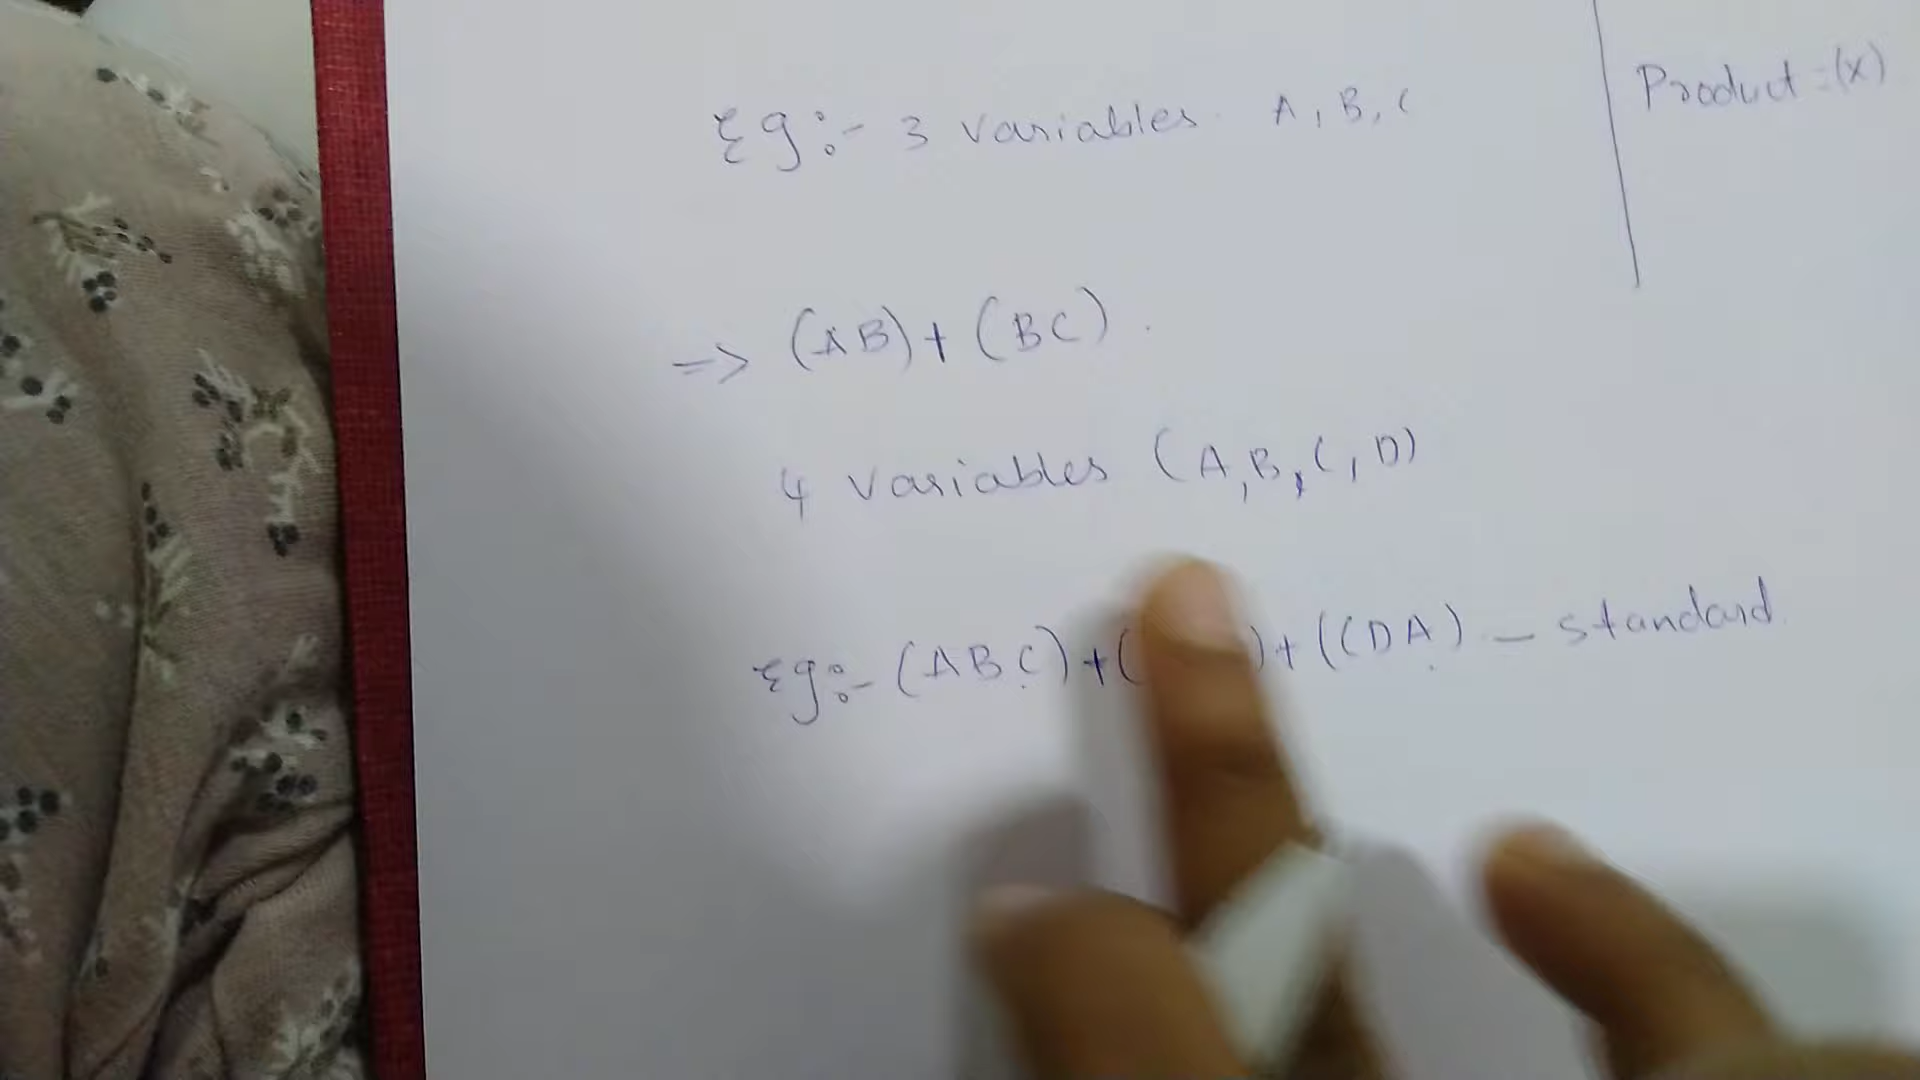 Eg:- 3 variables. A, B, C
Product = (x)
=> (AB) + (BC).
4 variables (A, B, C, D)
Eg:- (ABC) + ( ) + (CDA) - standard